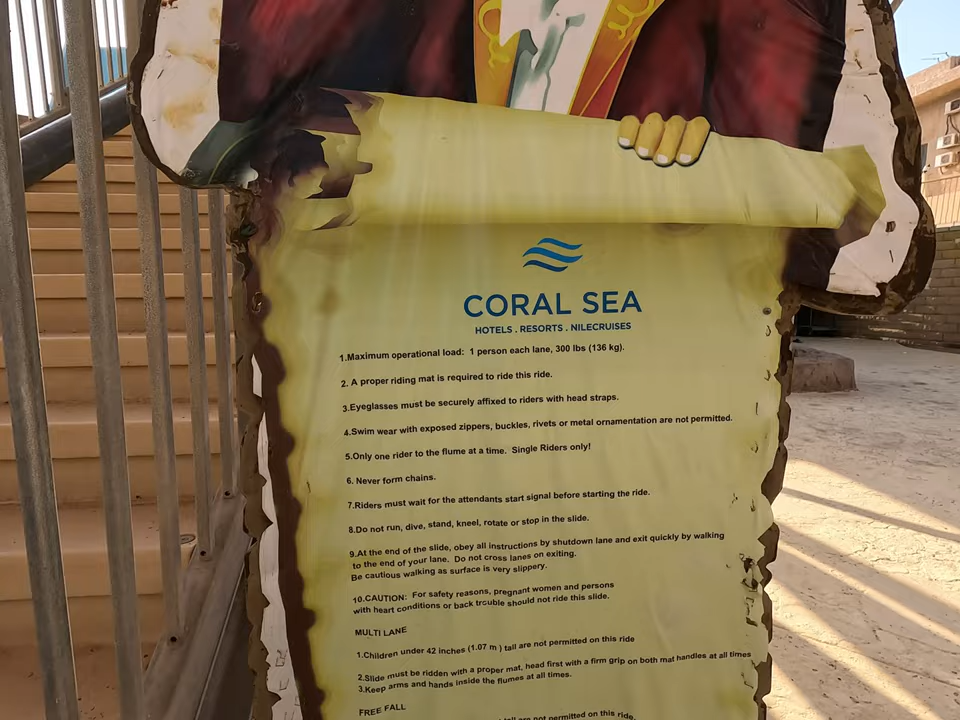 CORAL SEA
HOTELS . RESORTS . NILECRUISES
1.Maximum operational load: 1 person each lane, 300 lbs (136 kg).
2. A proper riding mat is required to ride this ride.
3.Eyeglasses must be securely affixed to riders with head straps.
4.Swim wear with exposed zippers, buckles, rivets or metal ornamentation are not permitted.
5.Only one rider to the flume at a time. Single Riders only!
6. Never form chains.
7.Riders must wait for the attendants start signal before starting the ride.
8.Do not run, dive, stand, kneel, rotate or stop in the slide.
9.At the end of the slide, obey all instructions by shutdown lane and exit quickly by walking
to the end of your lane. Do not cross lanes on exiting.
Be cautious walking as surface is very slippery.
10.CAUTION: For safety reasons, pregnant women and persons
with heart conditions or back trouble should not ride this slide.
MULTI LANE
1.Children under 42 inches (1.07 m ) tall are not permitted on this ride
2.Slide must be ridden with a proper mat, head first with a firm grip on both mat handles at all times
3.Keep arms and hands inside the flumes at all times.
FREE FALL
tall are not permitted on this ride.